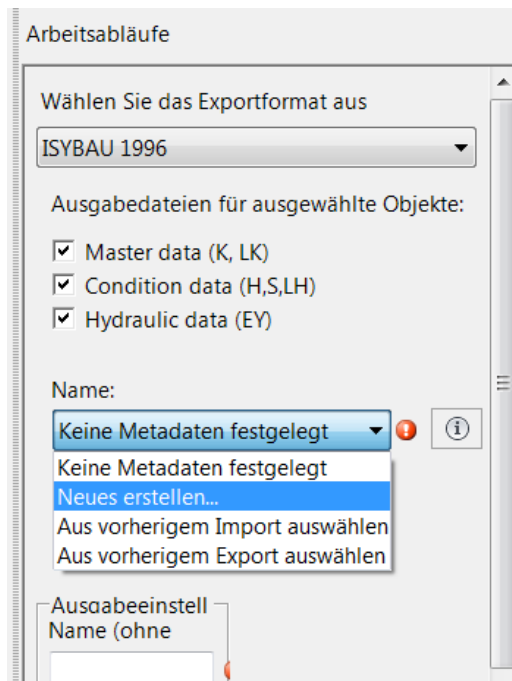 Arbeitsabläufe
Wählen Sie das Exportformat aus
ISYBAU 1996
Ausgabedateien für ausgewählte Objekte:
Master data (K, LK)
Condition data (H,S,LH)
Hydraulic data (EY)
Name:
Keine Metadaten festgelegt
Keine Metadaten festgelegt
Neues erstellen...
Aus vorherigem Import auswählen
Aus vorherigem Export auswählen
Ausgabeeinstell
Name (ohne